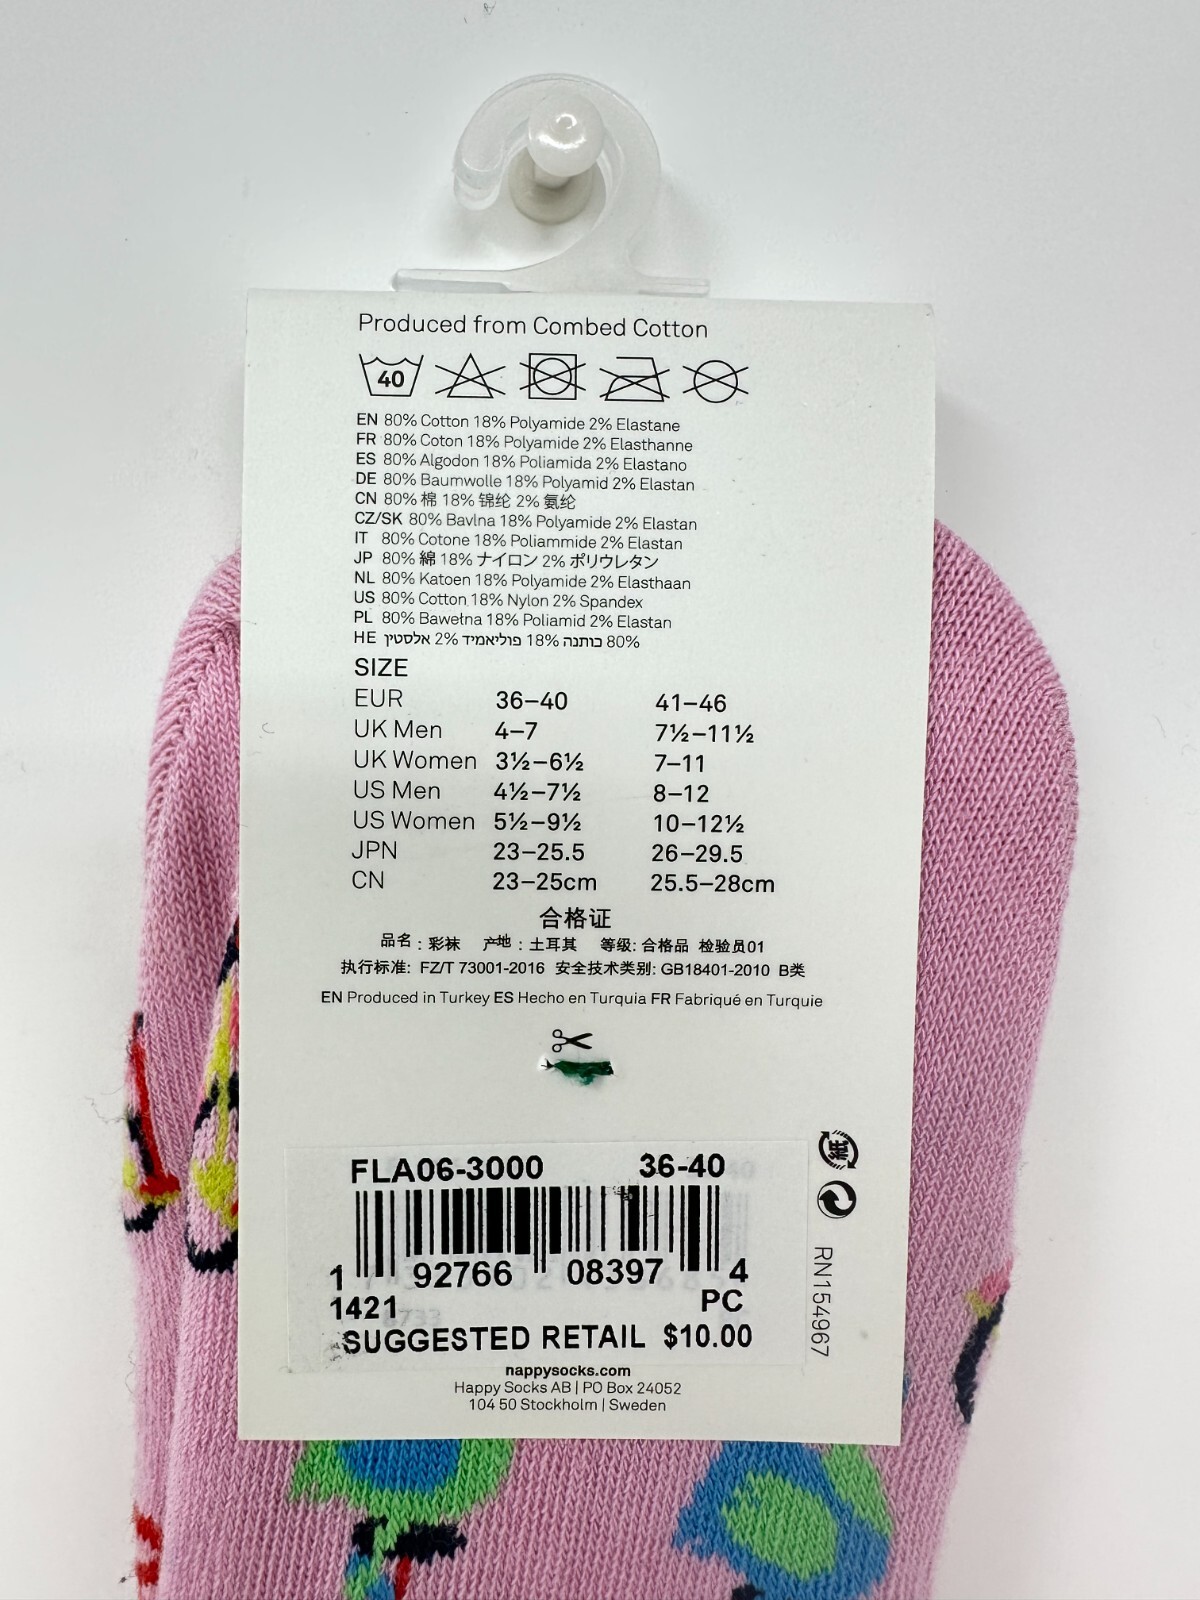 Produced from Combed Cotton
40
EN 80% Cotton 18% Polyamide 2% Elastane
FR 80% Coton 18% Polyamide 2% Elasthanne
ES 80% Algodon 18% Poliamida 2% Elastano
DE 80% Baumwolle 18% Polyamid 2% Elastan
CN 80% 棉 18% 锦纶 2% 氨纶
CZ/SK 80% Bavlna 18% Polyamide 2% Elastan
IT 80% Cotone 18% Poliammide 2% Elastan
JP 80% 綿 18% ナイロン 2% ポリウレタン
NL 80% Katoen 18% Polyamide 2% Elasthaan
US 80% Cotton 18% Nylon 2% Spandex
PL 80% Bawełna 18% Poliamid 2% Elastan
HE 80% כותנה 18% פוליאמיד 2% אלסטין
SIZE
EUR 36–40 41–46
UK Men 4–7 7½–11½
UK Women 3½–6½ 7–11
US Men 4½–7½ 8–12
US Women 5½–9½ 10–12½
JPN 23–25.5 26–29.5
CN 23–25cm 25.5–28cm
合格证
品名: 彩袜 产地: 土耳其 等级: 合格品 检验员01
执行标准: FZ/T 73001-2016 安全技术类别: GB18401-2010 B类
EN Produced in Turkey ES Hecho en Turquia FR Fabriqué en Turquie
FLA06-3000 36-40
1 92766 08397 4
1421 PC
SUGGESTED RETAIL $10.00
happysocks.com
Happy Socks AB | PO Box 24052
104 50 Stockholm | Sweden
紙
RN154967